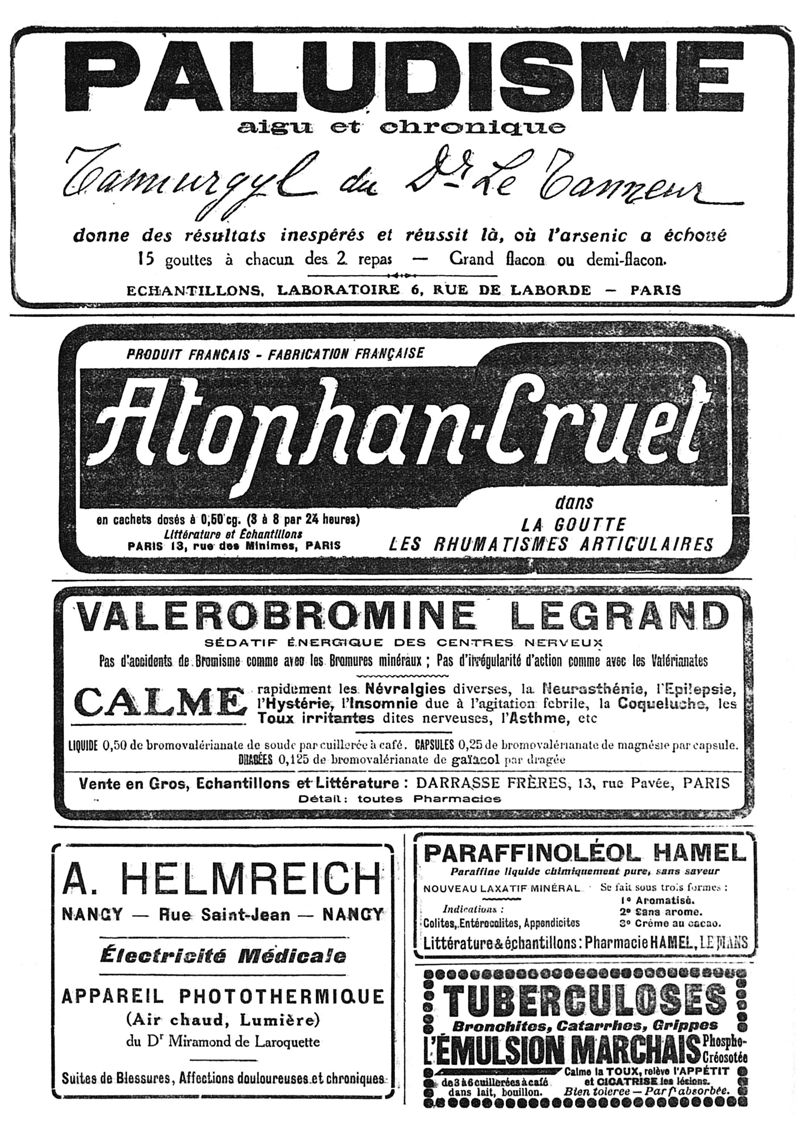 PALUDISME
aigu et chronique
Tannurgyl du Dr Le Tanneur
donne des résultats inespérés et réussit là, où l'arsenic a échoué
15 gouttes à chacun des 2 repas — Grand flacon ou demi-flacon.
ECHANTILLONS, LABORATOIRE 6, RUE DE LABORDE — PARIS
PRODUIT FRANCAIS - FABRICATION FRANÇAISE
Atophan-Cruet
en cachets dosés à 0,50 cg. (3 à 8 par 24 heures)
Littérature et Échantillons
PARIS 13, rue des Minimes, PARIS
dans
LA GOUTTE
LES RHUMATISMES ARTICULAIRES
VALEROBROMINE LEGRAND
SÉDATIF ÉNERGIQUE DES CENTRES NERVEUX
Pas d'accidents de Bromisme comme avec les Bromures minéraux ; Pas d'irrégularité d'action comme avec les Valérianates
CALME rapidement les Névralgies diverses, la Neurasthénie, l'Epilepsie,
l'Hystérie, l'Insomnie due à l'agitation febrile, la Coqueluche, les
Toux irritantes dites nerveuses, l'Asthme, etc
LIQUIDE 0,50 de bromovalérianate de soude par cuillerée à café. CAPSULES 0,25 de bromovalérianate de magnésie par capsule.
DRAGÉES 0,125 de bromovalérianate de gaïacol par dragée
Vente en Gros, Echantillons et Littérature : DARRASSE FRÈRES, 13, rue Pavée, PARIS
Détail : toutes Pharmacies
A. HELMREICH
NANCY — Rue Saint-Jean — NANCY
Électricité Médicale
APPAREIL PHOTOTHERMIQUE
(Air chaud, Lumière)
du Dr Miramond de Laroquette
Suites de Blessures, Affections douloureuses et chroniques
PARAFFINOLÉOL HAMEL
Paraffine liquide chimiquement pure, sans saveur
NOUVEAU LAXATIF MINÉRAL
Indications :
Colites, Entérocolites, Appendicites
Se fait sous trois formes :
1° Aromatisé.
2° Sans arome.
3° Crème au cacao.
Littérature & échantillons : Pharmacie HAMEL, LE MANS
TUBERCULOSES
Bronchites, Catarrhes, Grippes
L'ÉMULSION MARCHAIS Phospho-
Créosotée
de 3 à 6 cuillerées à café
dans lait, bouillon.
Calme la TOUX, relève l'APPÉTIT
et CICATRISE les lésions.
Bien toleree — Parft absorbée.